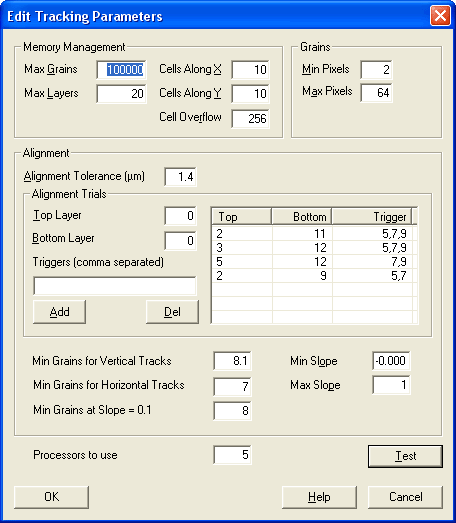 Edit Tracking Parameters
Memory Management
Max Grains 100000 Cells Along X 10
Max Layers 20 Cells Along Y 10
Cell Overflow 256
Grains
Min Pixels 2
Max Pixels 64
Alignment
Alignment Tolerance (µm) 1.4
Alignment Trials
Top Layer 0
Bottom Layer 0
Triggers (comma separated)
Add Del
Top Bottom Trigger
2 11 5,7,9
3 12 5,7,9
5 12 7,9
2 9 5,7
Min Grains for Vertical Tracks 8.1 Min Slope -0.000
Min Grains for Horizontal Tracks 7 Max Slope 1
Min Grains at Slope = 0.1 8
Processors to use 5 Test
OK Help Cancel